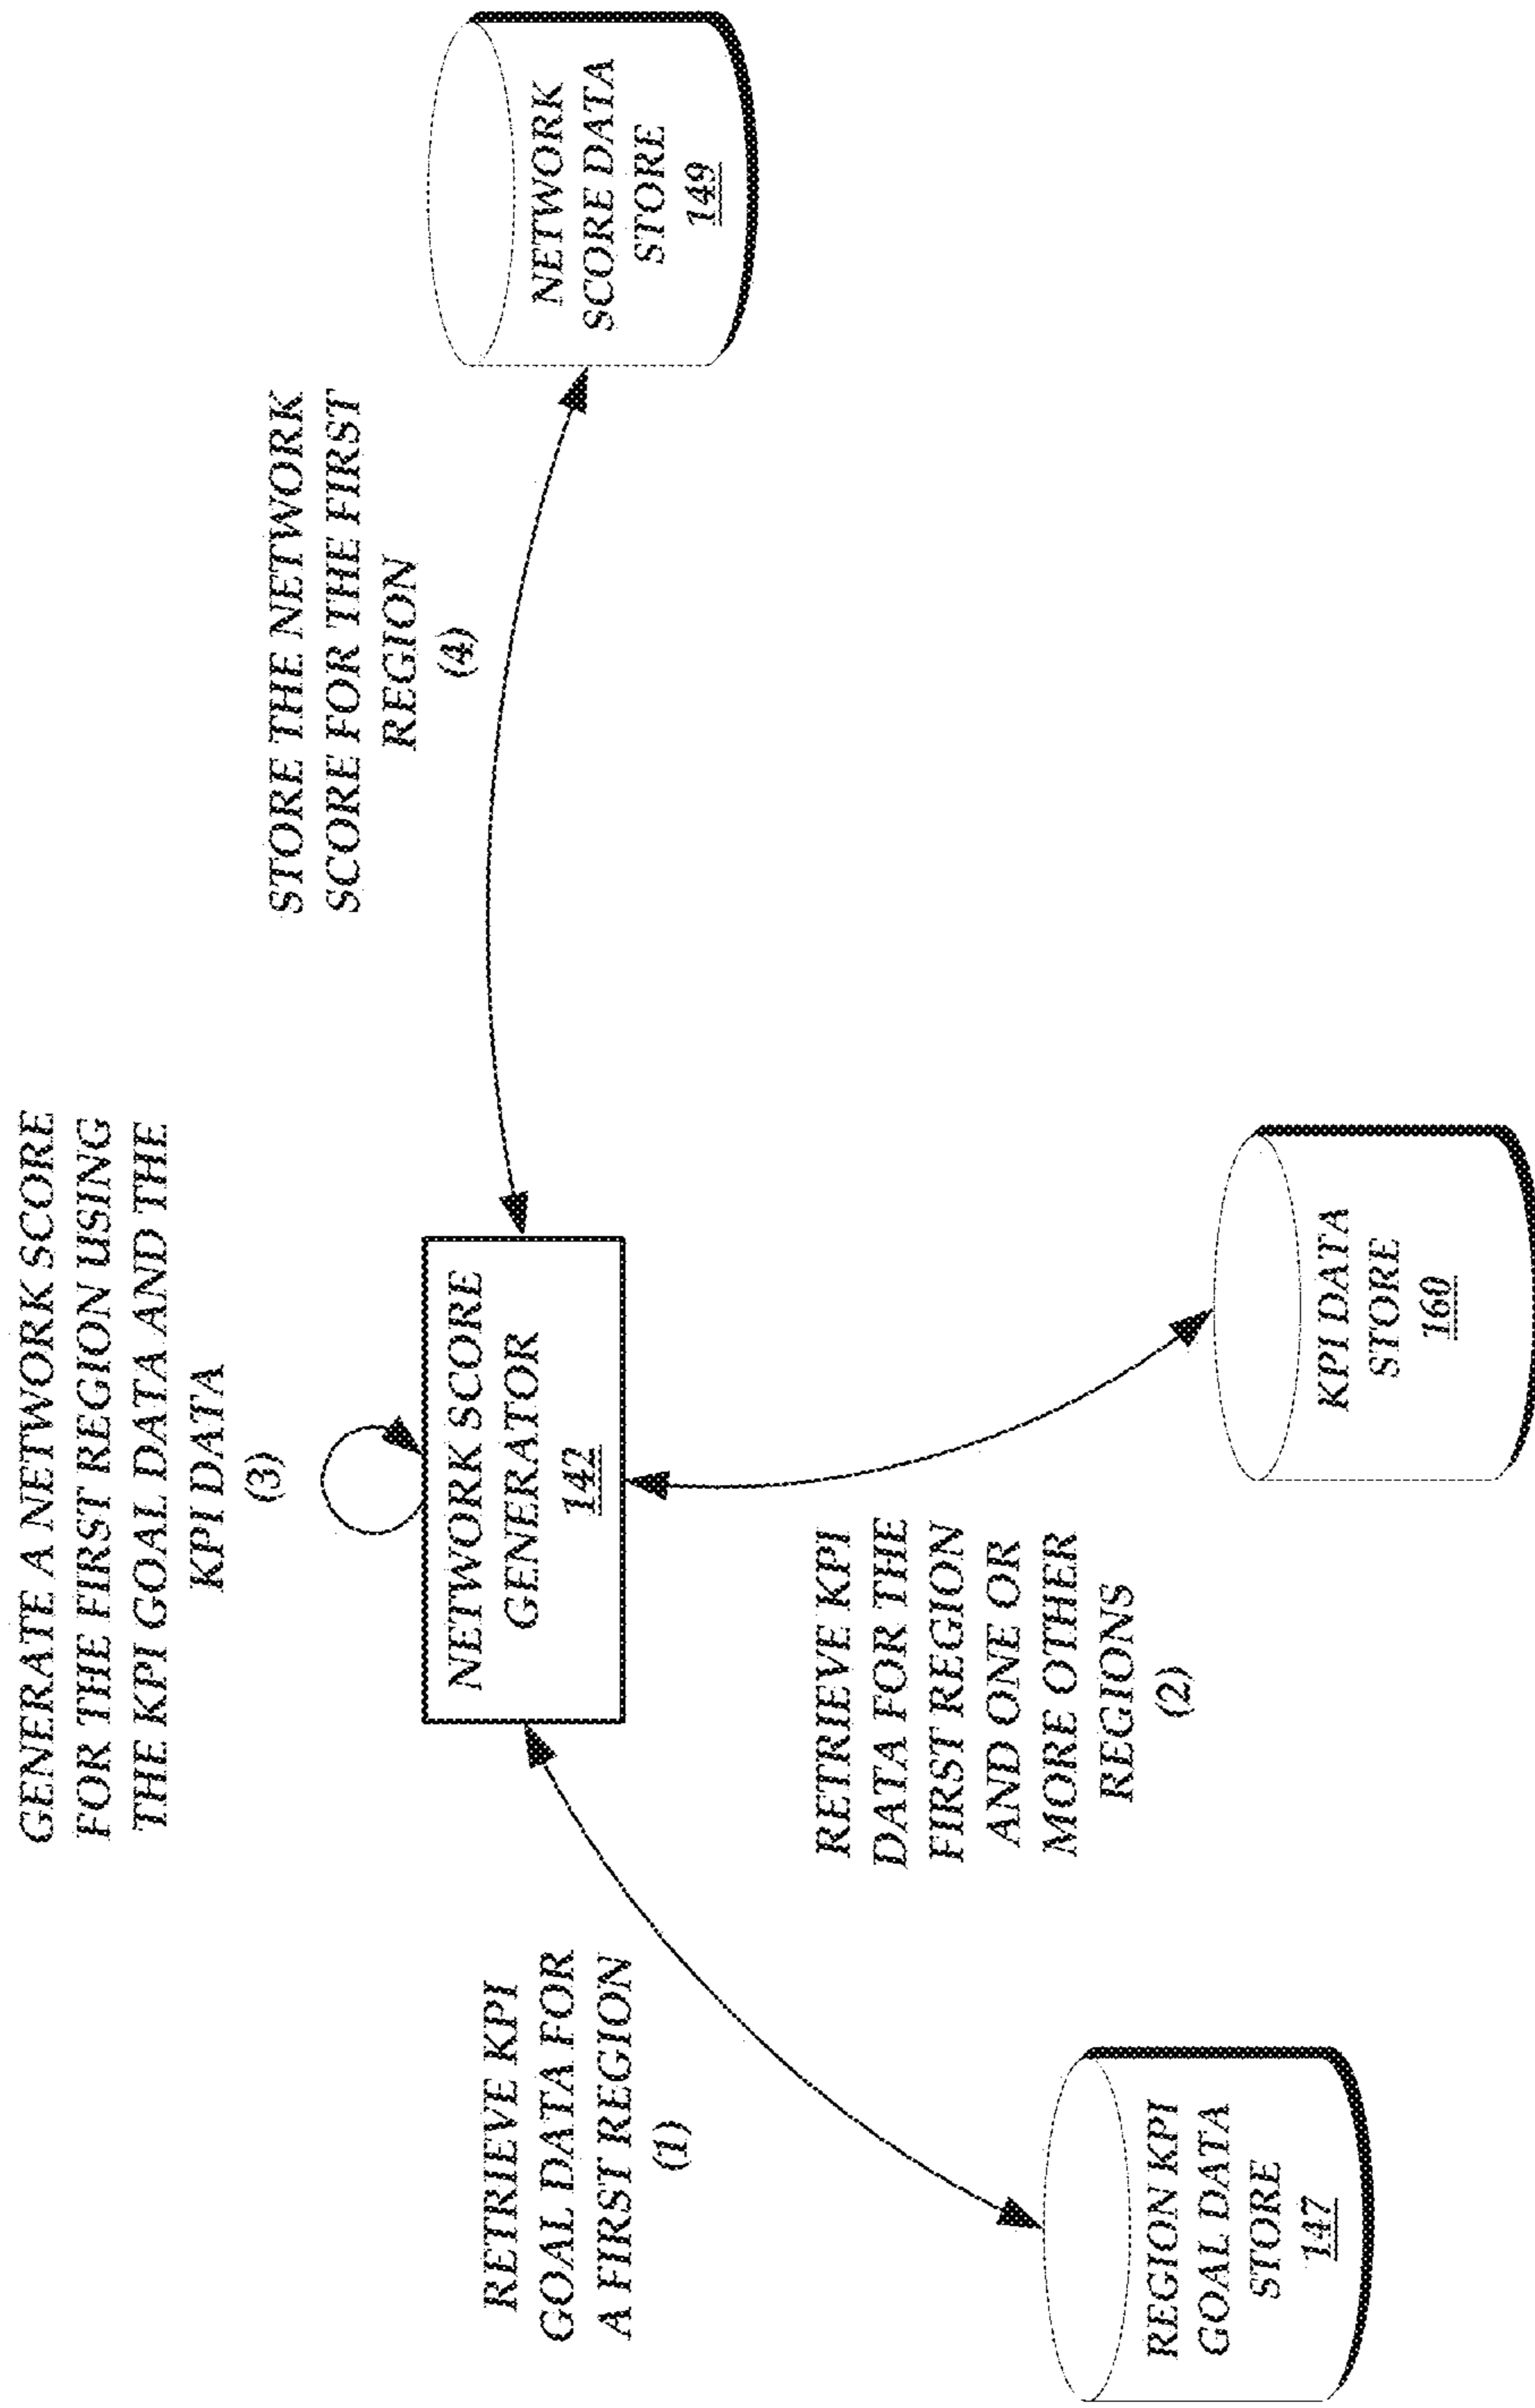 GENERATE A NETWORK SCORE
FOR THE FIRST REGION USING
THE KPI GOAL DATA AND THE
KPI DATA
(3)
STORE THE NETWORK
SCORE FOR THE FIRST
REGION
(4)
RETRIEVE KPI
GOAL DATA FOR
A FIRST REGION
(1)
NETWORK SCORE
GENERATOR
142
NETWORK
SCORE DATA
STORE
149
RETRIEVE KPI
DATA FOR THE
FIRST REGION
AND ONE OR
MORE OTHER
REGIONS
(2)
REGION KPI
GOAL DATA
STORE
147
KPI DATA
STORE
160